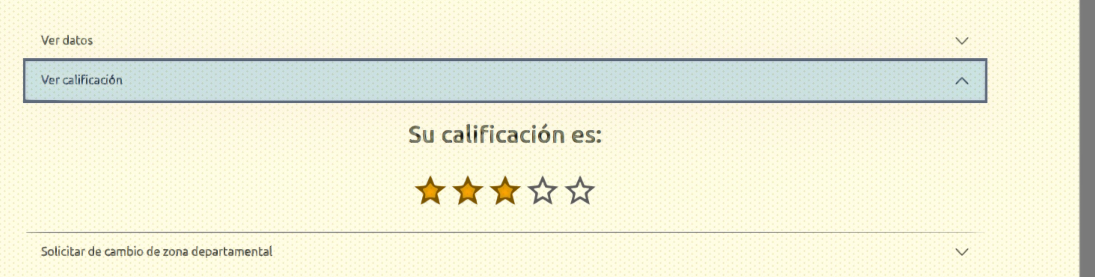 Ver datos
Ver calificación
Su calificación es:
Solicitar de cambio de zona departamental